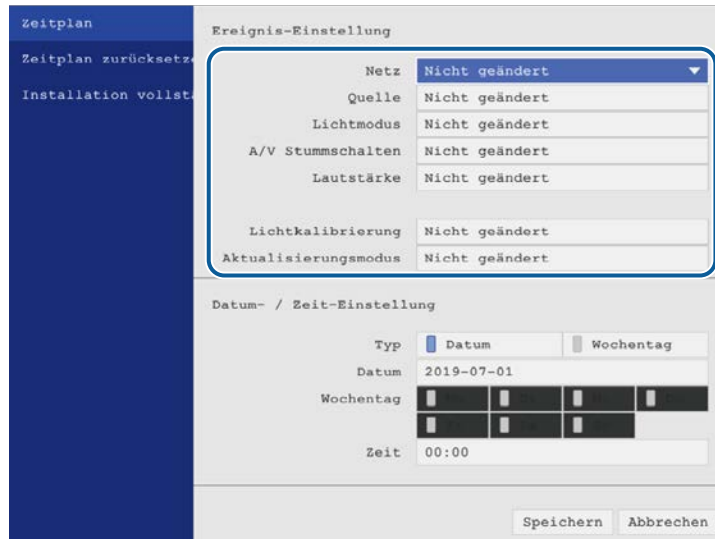 Zeitplan
Zeitplan zurücksetz
Installation vollst
Ereignis-Einstellung
Netz Nicht geändert
Quelle Nicht geändert
Lichtmodus Nicht geändert
A/V Stummschalten Nicht geändert
Lautstärke Nicht geändert
Lichtkalibrierung Nicht geändert
Aktualisierungsmodus Nicht geändert
Datum- / Zeit-Einstellung
Typ Datum Wochentag
Datum 2019-07-01
Wochentag
Zeit 00:00
Speichern Abbrechen